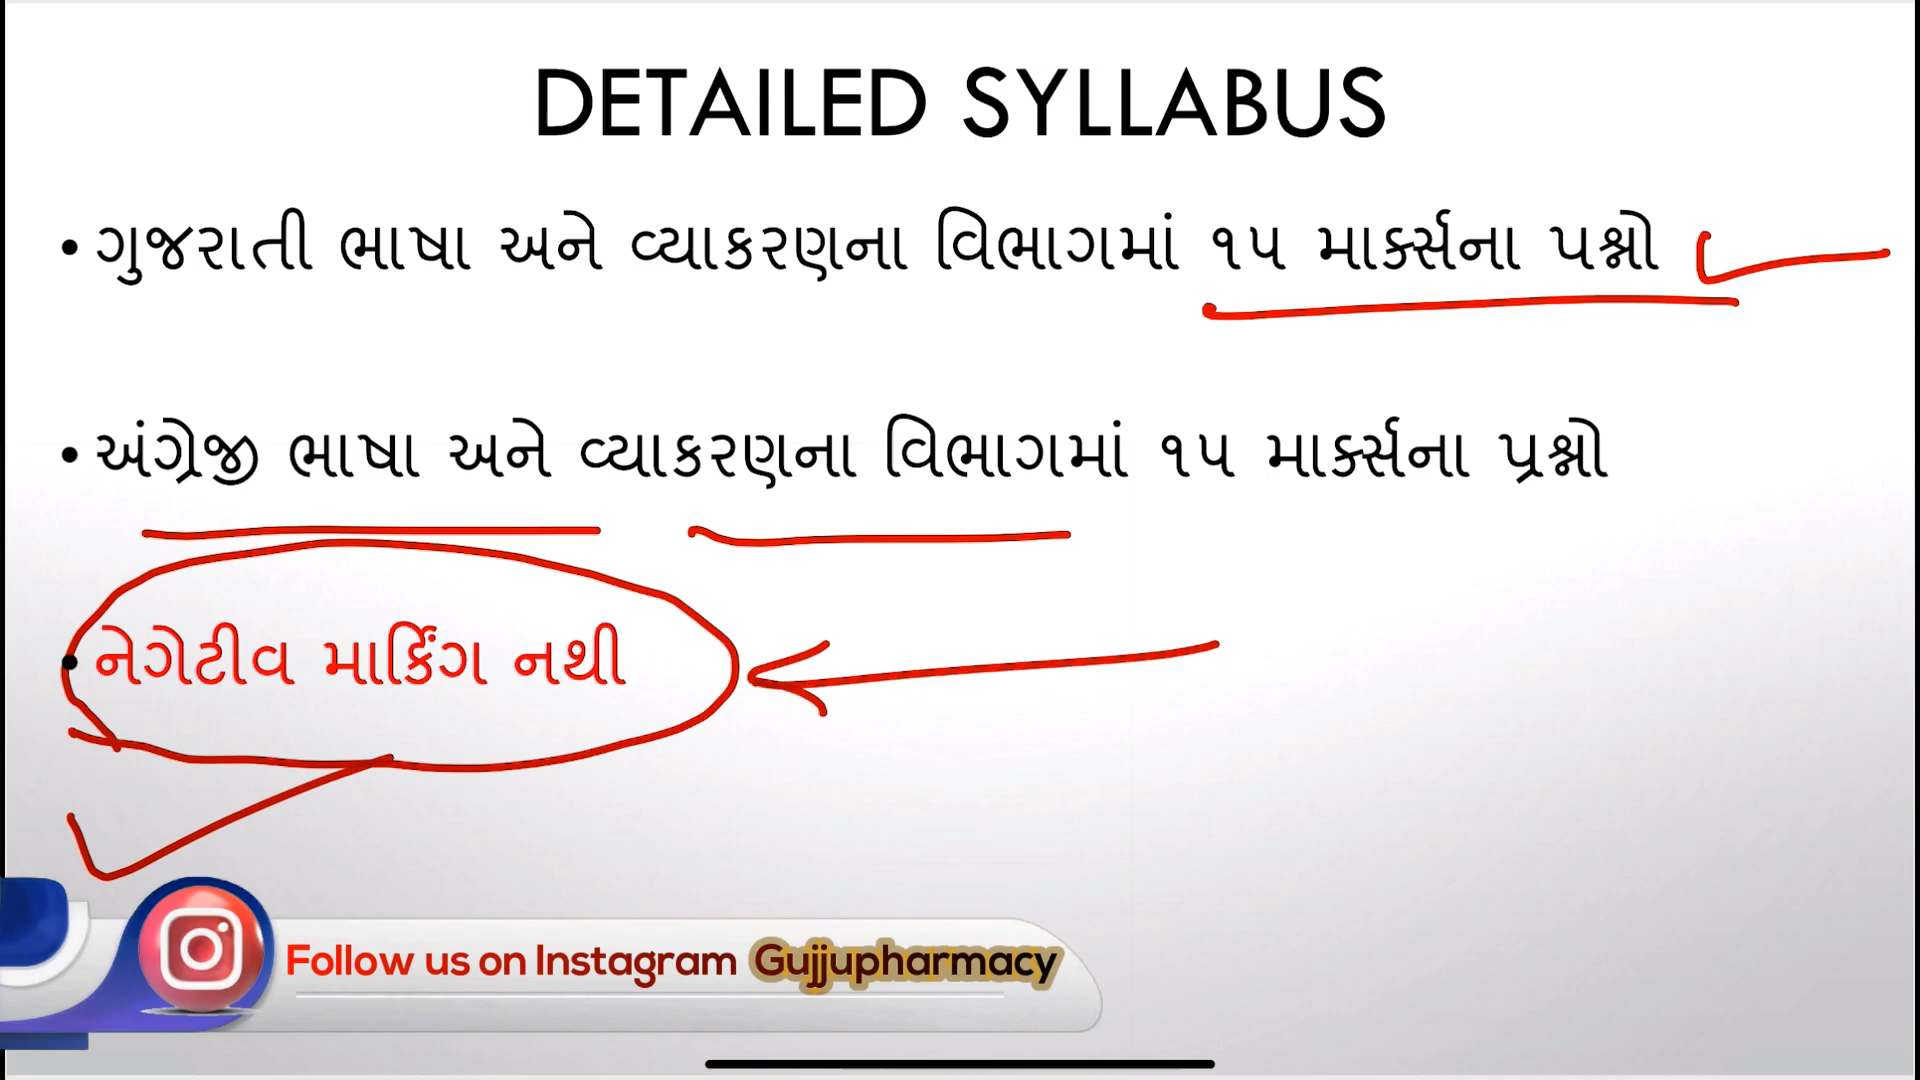 DETAILED SYLLABUS
• ગુજરાતી ભાષા અને વ્યાકરણના વિભાગમાં ૧૫ માર્ક્સના પશ્નો
• અંગ્રેજી ભાષા અને વ્યાકરણના વિભાગમાં ૧૫ માર્ક્સના પ્રશ્નો
• નેગેટીવ માર્કિંગ નથી
Follow us on Instagram Gujjupharmacy